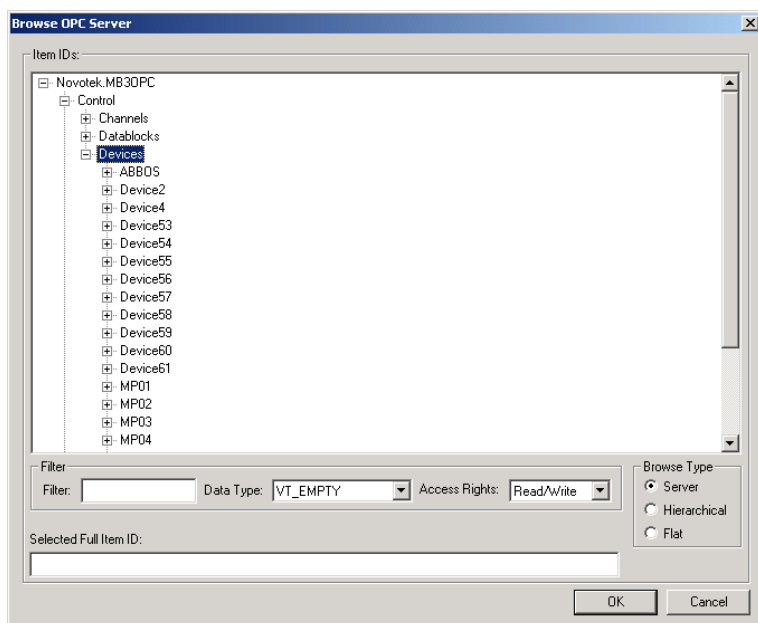 Browse OPC Server
Item IDs:
Novotek.MB3OPC
Control
Channels
Datablocks
Devices
ABBOS
Device2
Device4
Device53
Device54
Device55
Device56
Device57
Device58
Device59
Device60
Device61
MP01
MP02
MP03
MP04
Filter
Filter: Data Type: VT_EMPTY Access Rights: Read/Write
Browse Type
Server
Hierarchical
Flat
Selected Full Item ID:
OK Cancel